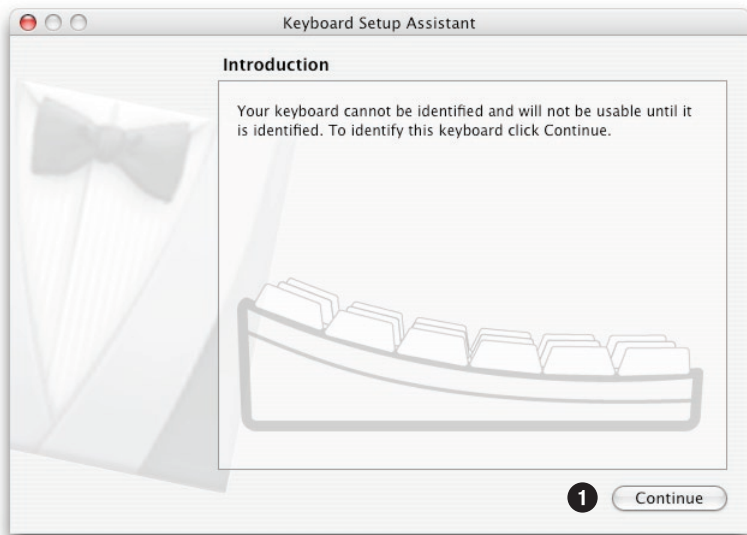 Keyboard Setup Assistant
Introduction
Your keyboard cannot be identified and will not be usable until it
is identified. To identify this keyboard click Continue.
1 Continue